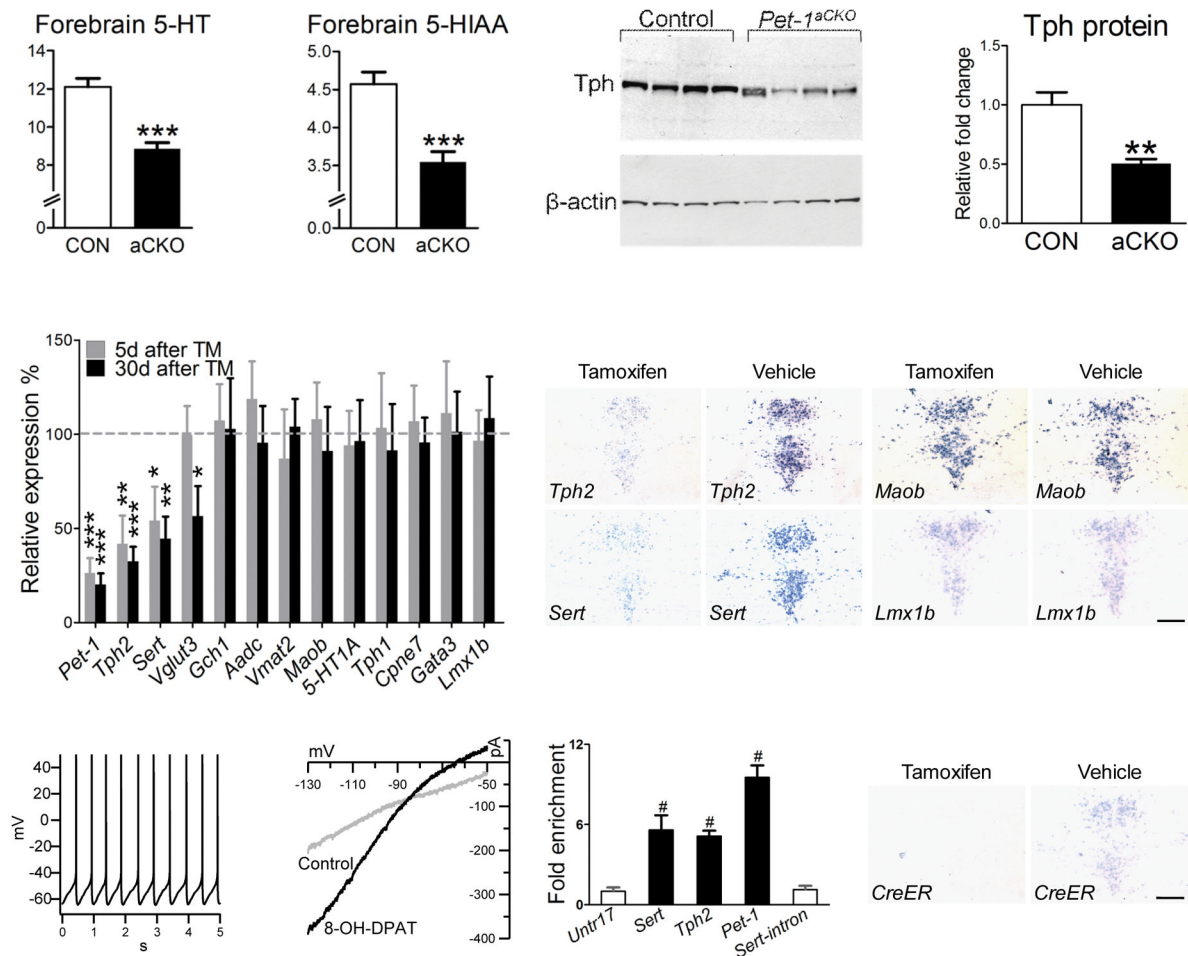 Forebrain 5-HT
12
10
8
0
***
CON aCKO
Forebrain 5-HIAA
5.0
4.5
4.0
3.5
3.0
0.0
***
CON aCKO
Control Pet-1aCKO
Tph
β-actin
Tph protein
Relative fold change
1.5
1.0
0.5
0.0
**
CON aCKO
Relative expression %
150
100
50
0
5d after TM
30d after TM
*** *** ** *** * ** *
Pet-1 Tph2 Sert Vglut3 Gch1 Aadc Vmat2 Maob 5-HT1A Tph1 Cpne7 Gata3 Lmx1b
Tamoxifen Vehicle Tamoxifen Vehicle
Tph2 Tph2 Maob Maob
Sert Sert Lmx1b Lmx1b
mV
40
20
0
-20
-40
-60
0 1 2 3 4 5
s
mV pA
-130 -110 -90 -50
-100
-200
-300
-400
Control
8-OH-DPAT
Fold enrichment
12
6
0
# # #
Untr17 Sert Tph2 Pet-1 Sert-intron
Tamoxifen Vehicle
CreER CreER